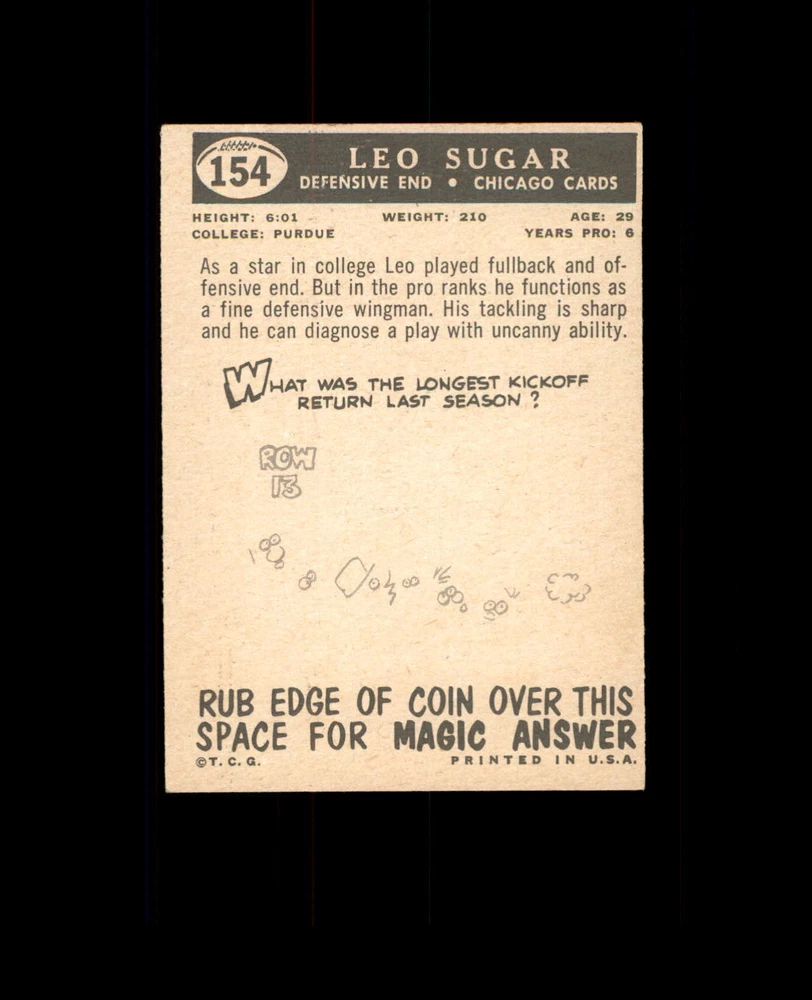 154
LEO SUGAR
DEFENSIVE END • CHICAGO CARDS
HEIGHT: 6:01 WEIGHT: 210 AGE: 29
COLLEGE: PURDUE YEARS PRO: 6
As a star in college Leo played fullback and of-
fensive end. But in the pro ranks he functions as
a fine defensive wingman. His tackling is sharp
and he can diagnose a play with uncanny ability.
WHAT WAS THE LONGEST KICKOFF
RETURN LAST SEASON ?
ROW
13
RUB EDGE OF COIN OVER THIS
SPACE FOR MAGIC ANSWER
©T.C.G. PRINTED IN U.S.A.